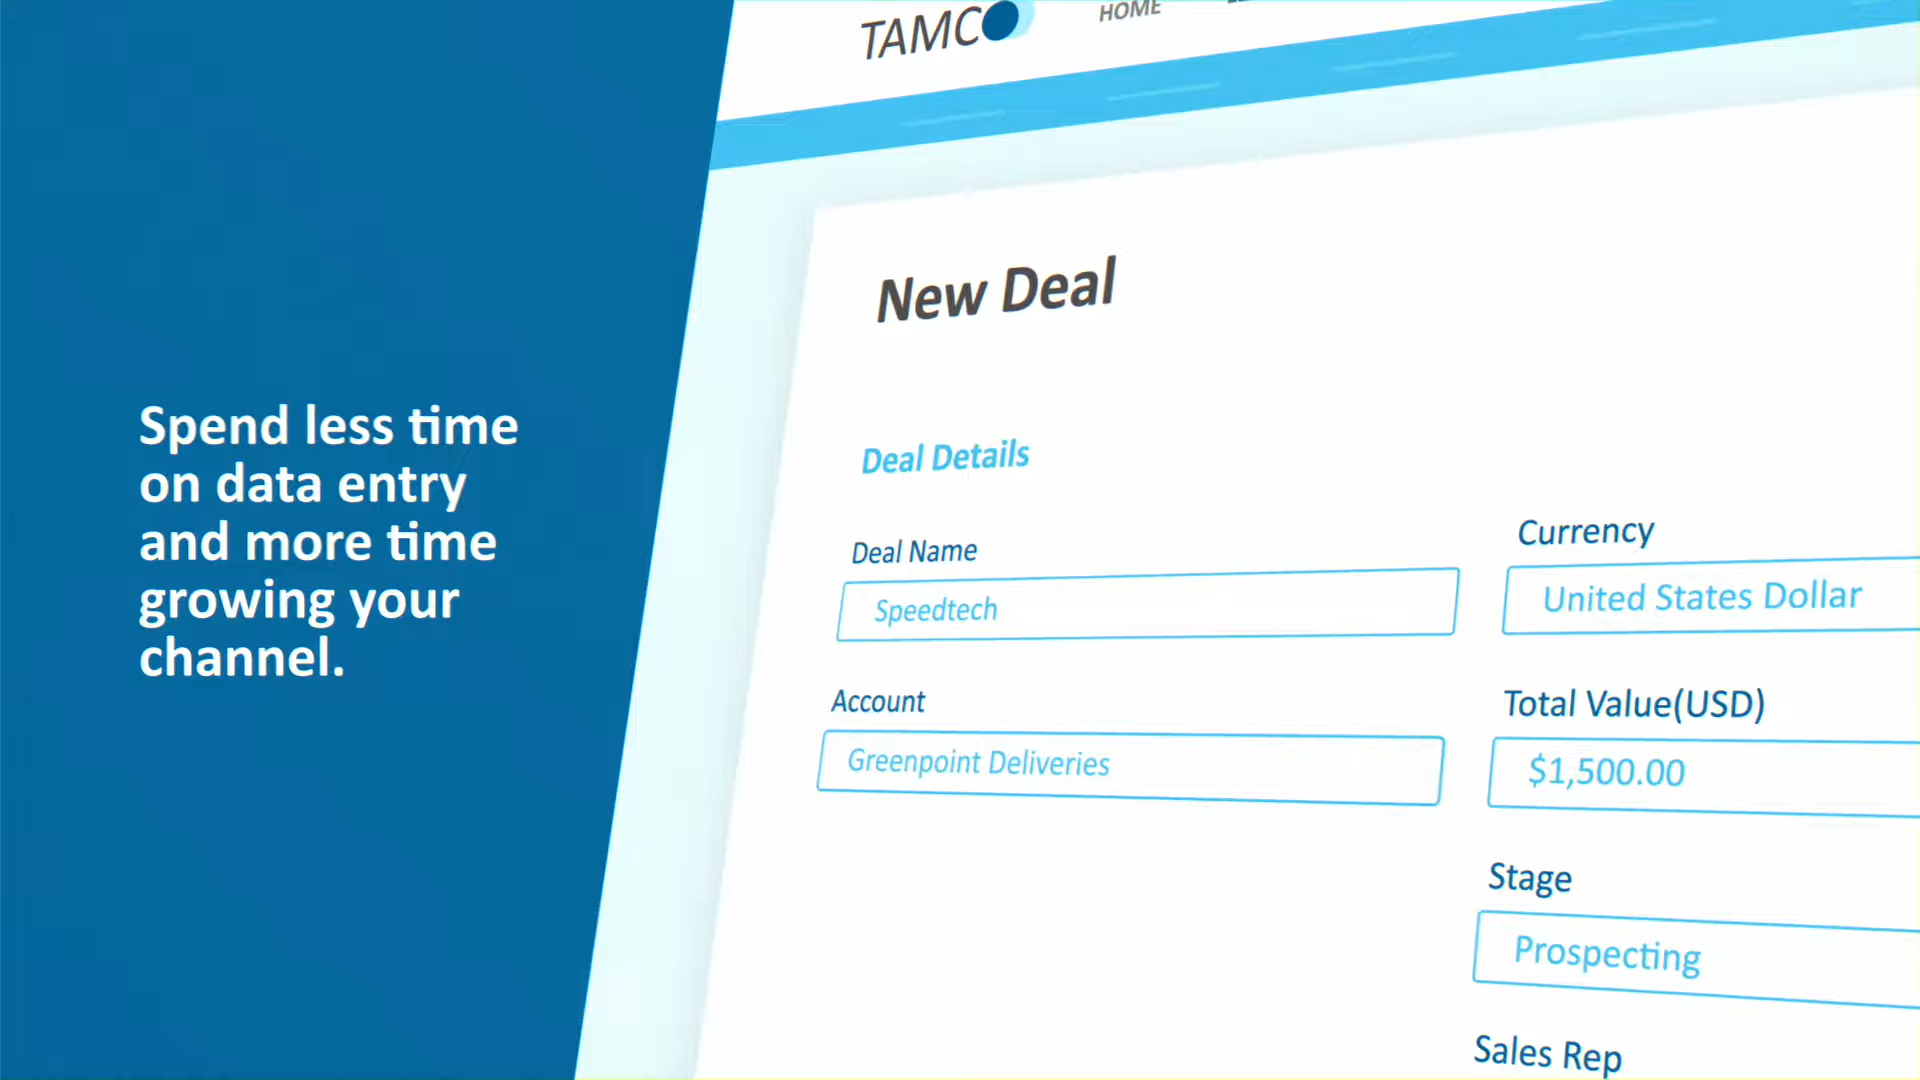 TAMCO
HOME
Spend less time
on data entry
and more time
growing your
channel.
New Deal
Deal Details
Deal Name
Speedtech
Account
Greenpoint Deliveries
Currency
United States Dollar
Total Value(USD)
$1,500.00
Stage
Prospecting
Sales Rep